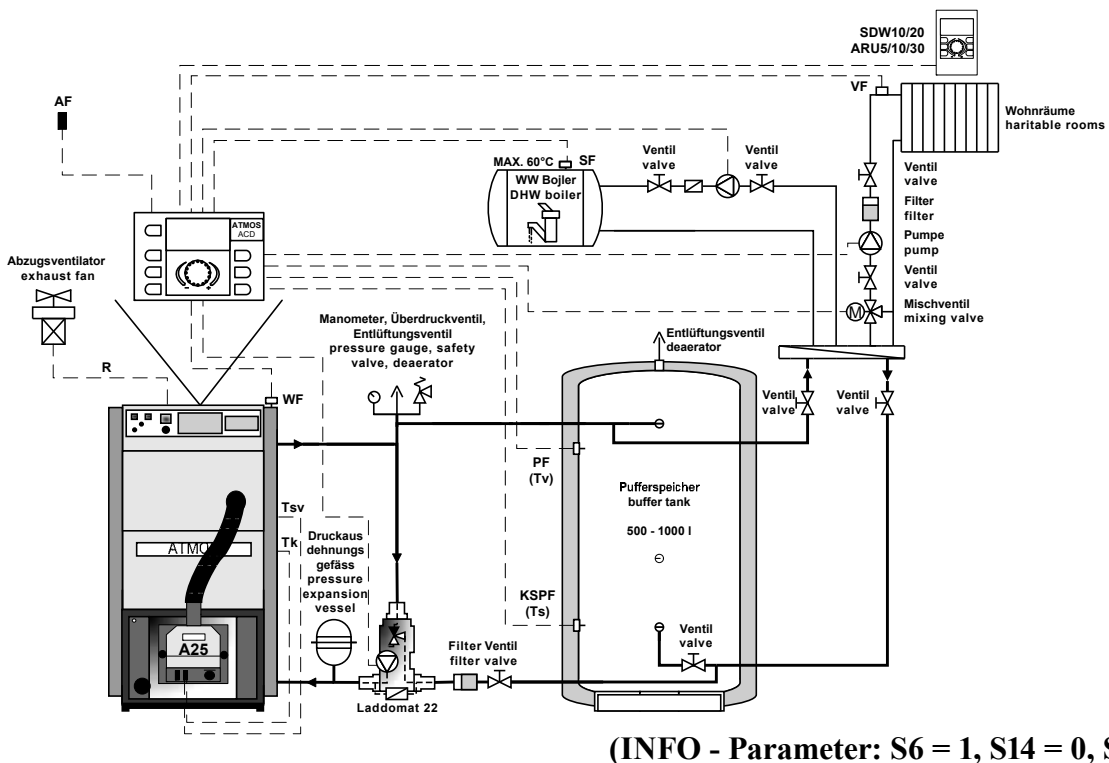 SDW10/20
ARU5/10/30
AF
VF
Wohnräume
haritable rooms
MAX. 60°C
SF
Ventil
valve
Ventil
valve
WW Bojler
DHW boiler
Ventil
valve
Filter
filter
Pumpe
pump
Ventil
valve
M
Mischventil
mixing valve
ATMOS
ACD
- +
Abzugsventilator
exhaust fan
R
Manometer, Überdruckventil,
Entlüftungsventil
pressure gauge, safety
valve, deaerator
Entlüftungsventil
deaerator
WF
Ventil
valve
Ventil
valve
PF
(Tv)
Pufferspeicher
buffer tank
500 - 1000 l
Tsv
Tk
Druckaus
dehnungs
gefäss
pressure
expansion
vessel
KSPF
(Ts)
A25
Filter Ventil
filter valve
Ventil
valve
Laddomat 22
(INFO - Parameter: S6 = 1, S14 = 0,